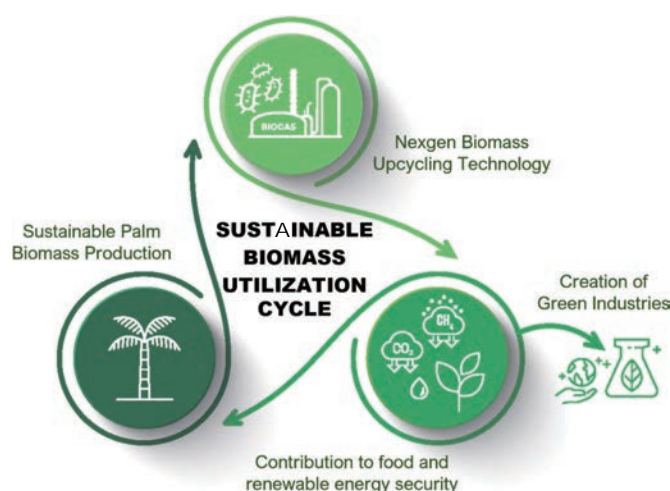 BIOGAS
Nexgen Biomass
Upcycling Technology
Sustainable Palm
Biomass Production
SUSTAINABLE
BIOMASS
UTILIZATION
CYCLE
Creation of
Green Industries
CH₄
CO₂
Contribution to food and
renewable energy security